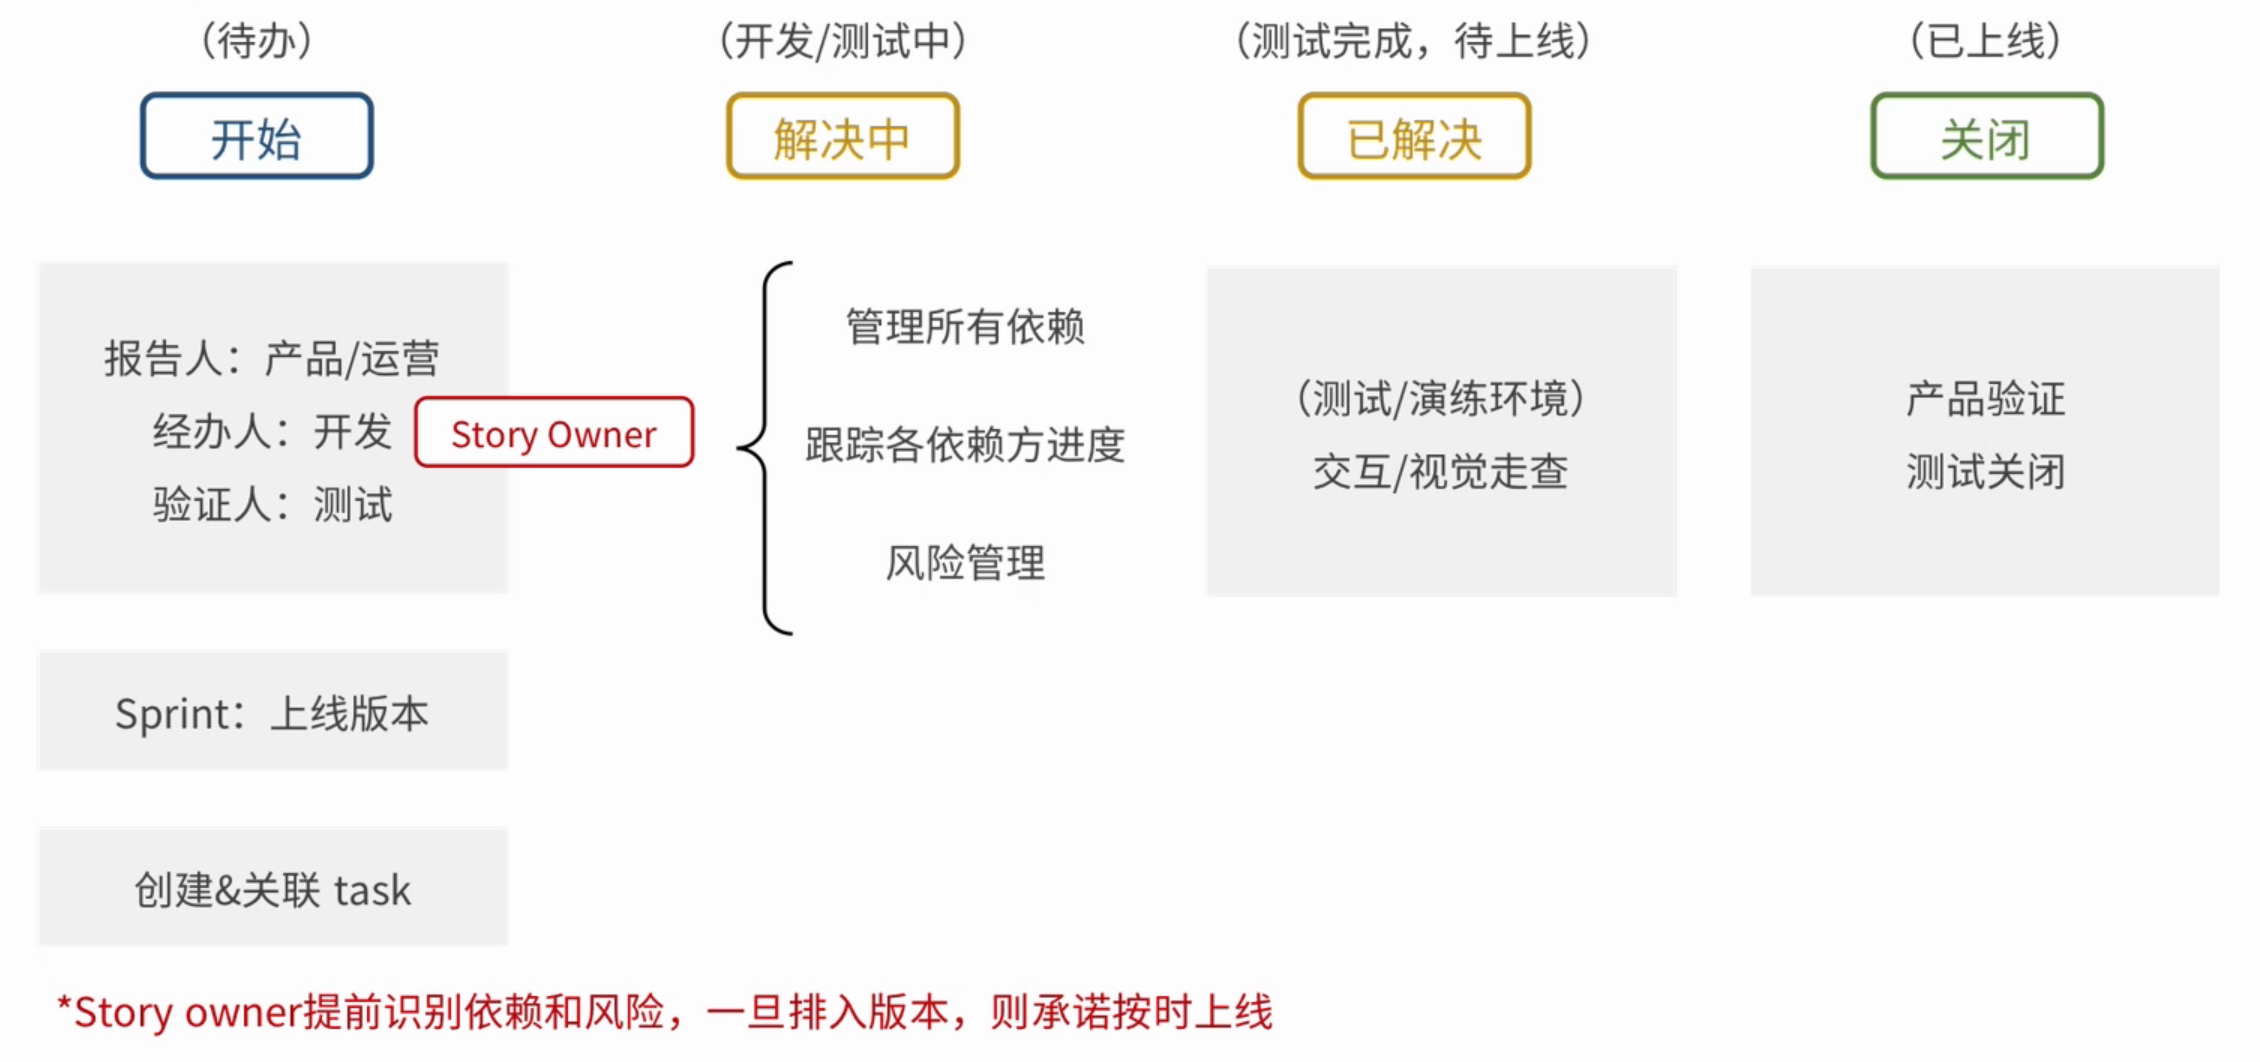 （待办）
（开发/测试中）
（测试完成，待上线）
（已上线）
开始
解决中
已解决
关闭
报告人：产品/运营
经办人：开发
验证人：测试
Story Owner
管理所有依赖
跟踪各依赖方进度
风险管理
（测试/演练环境）
交互/视觉走查
产品验证
测试关闭
Sprint：上线版本
创建&关联 task
*Story owner提前识别依赖和风险，一旦排入版本，则承诺按时上线